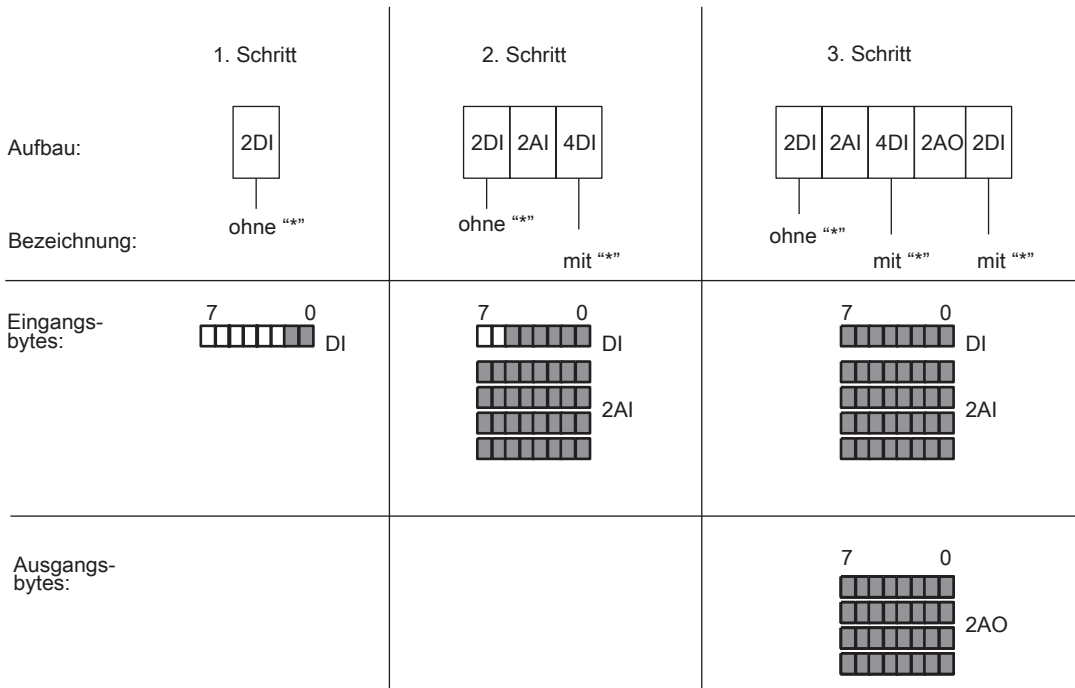 1. Schritt
2. Schritt
3. Schritt
Aufbau:
2DI
2DI 2AI 4DI
2DI 2AI 4DI 2AO 2DI
Bezeichnung:
ohne “*”
ohne “*”
mit “*”
ohne “*”
mit “*” mit “*”
Eingangs-
bytes:
7 0
DI
7 0
DI
2AI
7 0
DI
2AI
Ausgangs-
bytes:
7 0
2AO